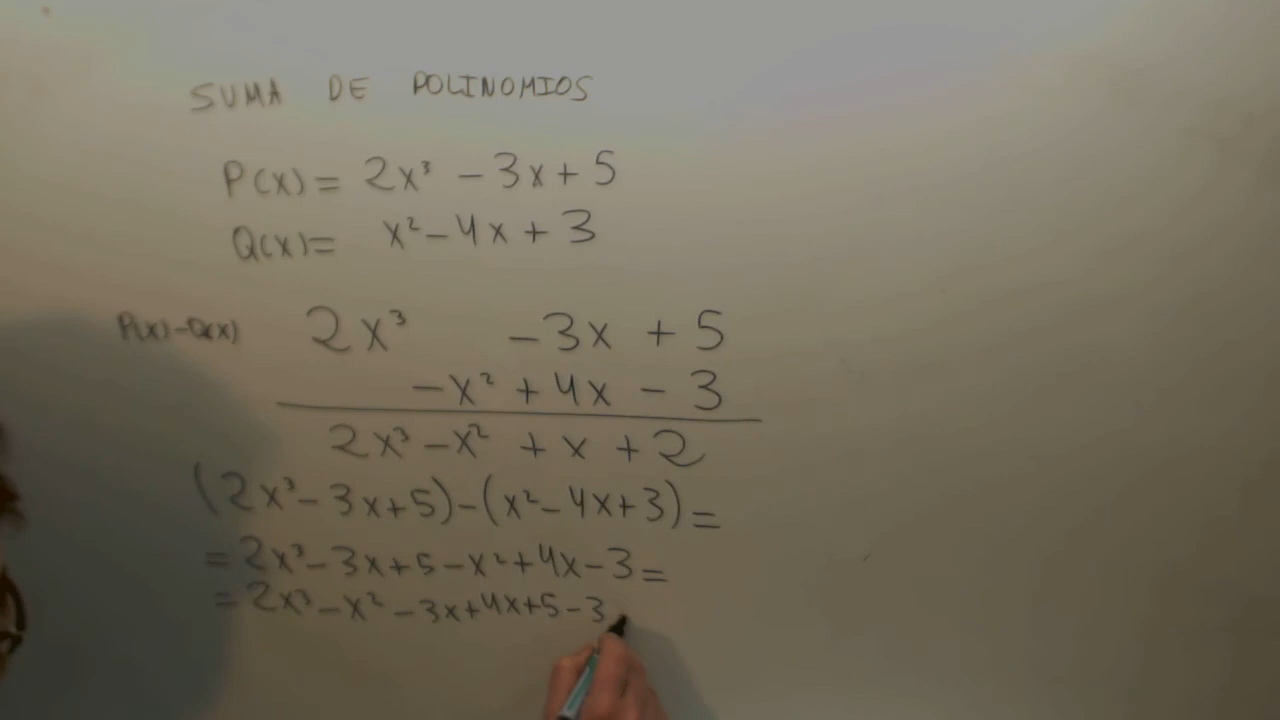 SUMA DE POLINOMIOS
P(X) = 2x³ - 3x + 5
Q(X) = x² - 4x + 3
P(x) - Q(x) 2x³ - 3x + 5
- x² + 4x - 3
2x³ - x² + x + 2
(2x³ - 3x + 5) - (x² - 4x + 3) =
= 2x³ - 3x + 5 - x² + 4x - 3 =
= 2x³ - x² - 3x + 4x + 5 - 3